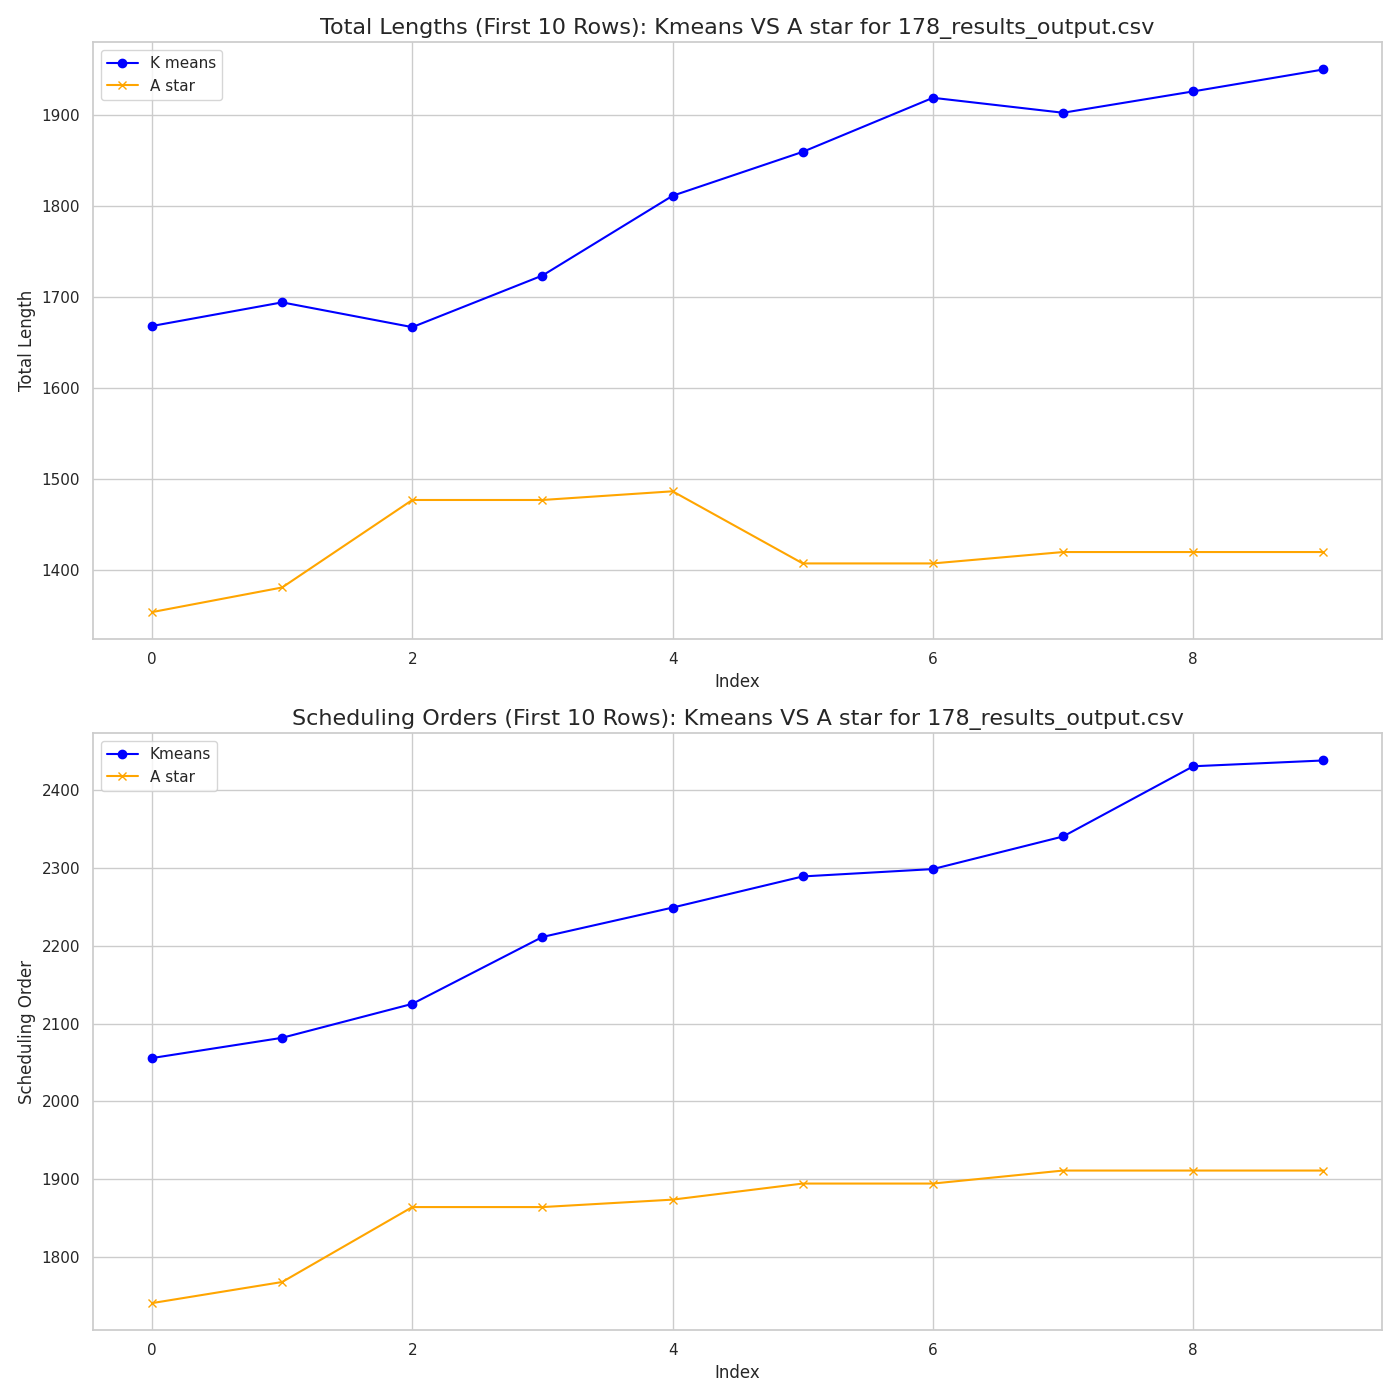 Total Lengths (First 10 Rows): Kmeans VS A star for 178_results_output.csv
K means
A star
1900
1800
1700
1600
1500
1400
Total Length
0 2 4 6 8
Index
Scheduling Orders (First 10 Rows): Kmeans VS A star for 178_results_output.csv
Kmeans
A star
2400
2300
2200
2100
2000
1900
1800
Scheduling Order
0 2 4 6 8
Index